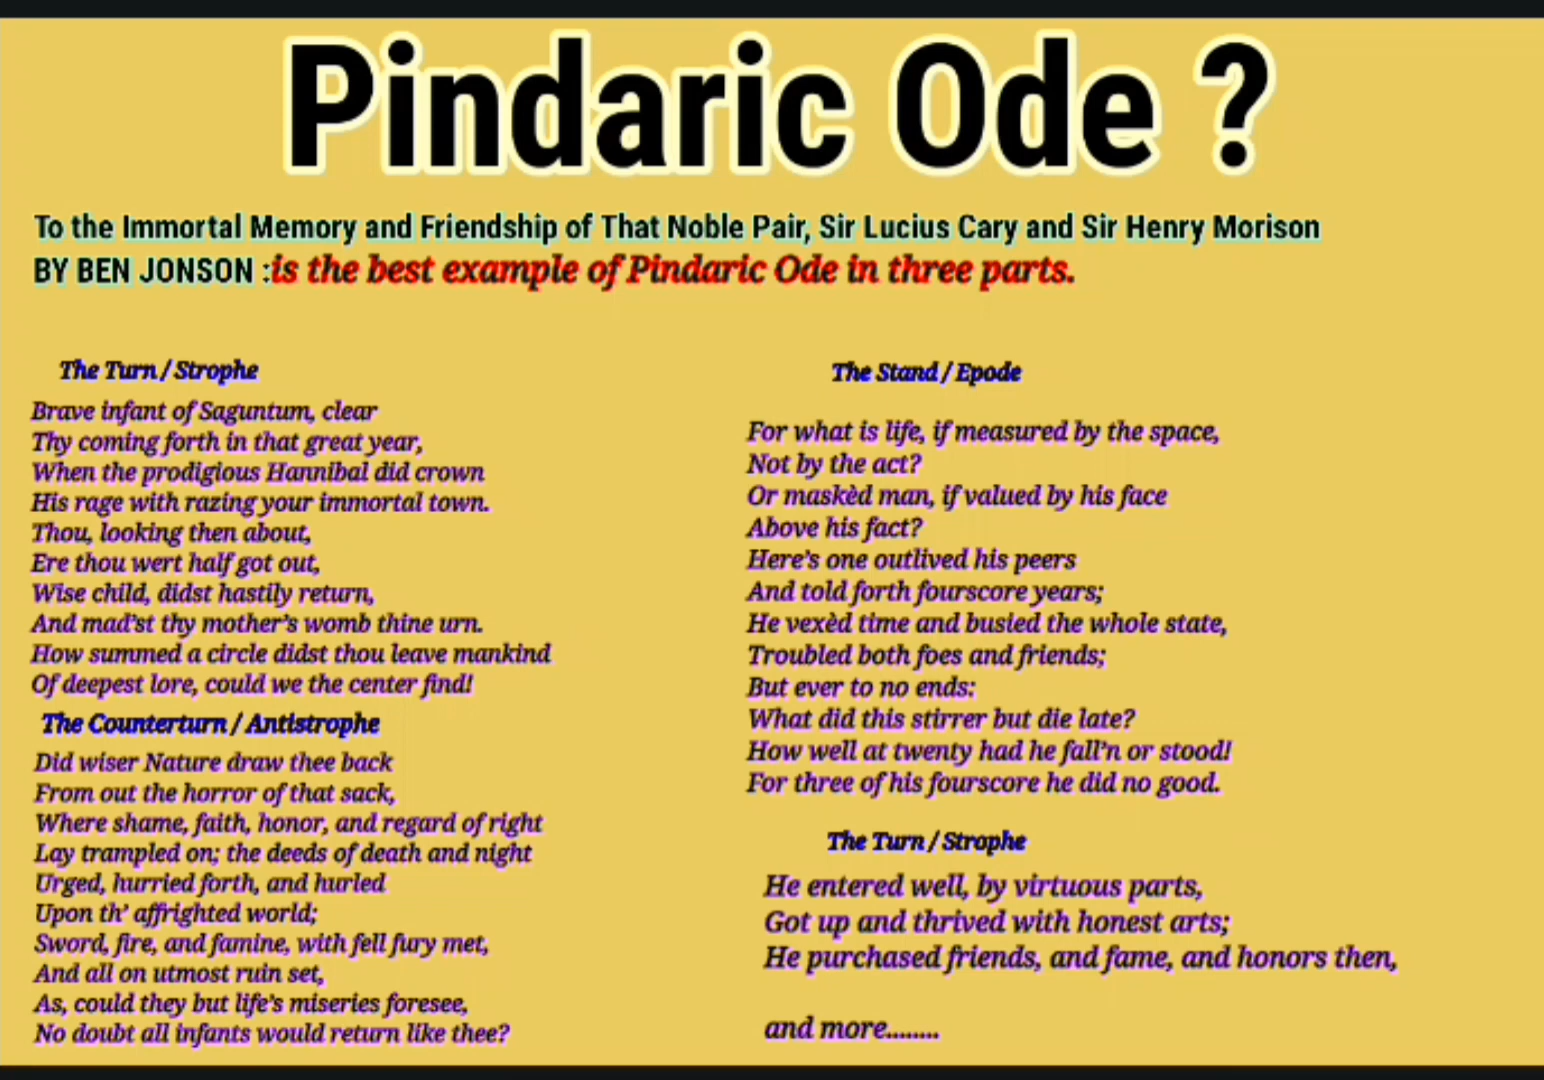 Pindaric Ode ?
To the Immortal Memory and Friendship of That Noble Pair, Sir Lucius Cary and Sir Henry Morison
BY BEN JONSON :is the best example of Pindaric Ode in three parts.
The Turn / Strophe
Brave infant of Saguntum, clear
Thy coming forth in that great year,
When the prodigious Hannibal did crown
His rage with razing your immortal town.
Thou, looking then about,
Ere thou wert half got out,
Wise child, didst hastily return,
And mad'st thy mother's womb thine urn.
How summed a circle didst thou leave mankind
Of deepest lore, could we the center find!
The Counterturn / Antistrophe
Did wiser Nature draw thee back
From out the horror of that sack,
Where shame, faith, honor, and regard of right
Lay trampled on; the deeds of death and night
Urged, hurried forth, and hurled
Upon th' affrighted world;
Sword, fire, and famine, with fell fury met,
And all on utmost ruin set,
As, could they but life's miseries foresee,
No doubt all infants would return like thee?
The Stand / Epode
For what is life, if measured by the space,
Not by the act?
Or maskèd man, if valued by his face
Above his fact?
Here's one outlived his peers
And told forth fourscore years;
He vexèd time and busied the whole state,
Troubled both foes and friends;
But ever to no ends:
What did this stirrer but die late?
How well at twenty had he fall'n or stood!
For three of his fourscore he did no good.
The Turn / Strophe
He entered well, by virtuous parts,
Got up and thrived with honest arts;
He purchased friends, and fame, and honors then,
and more........